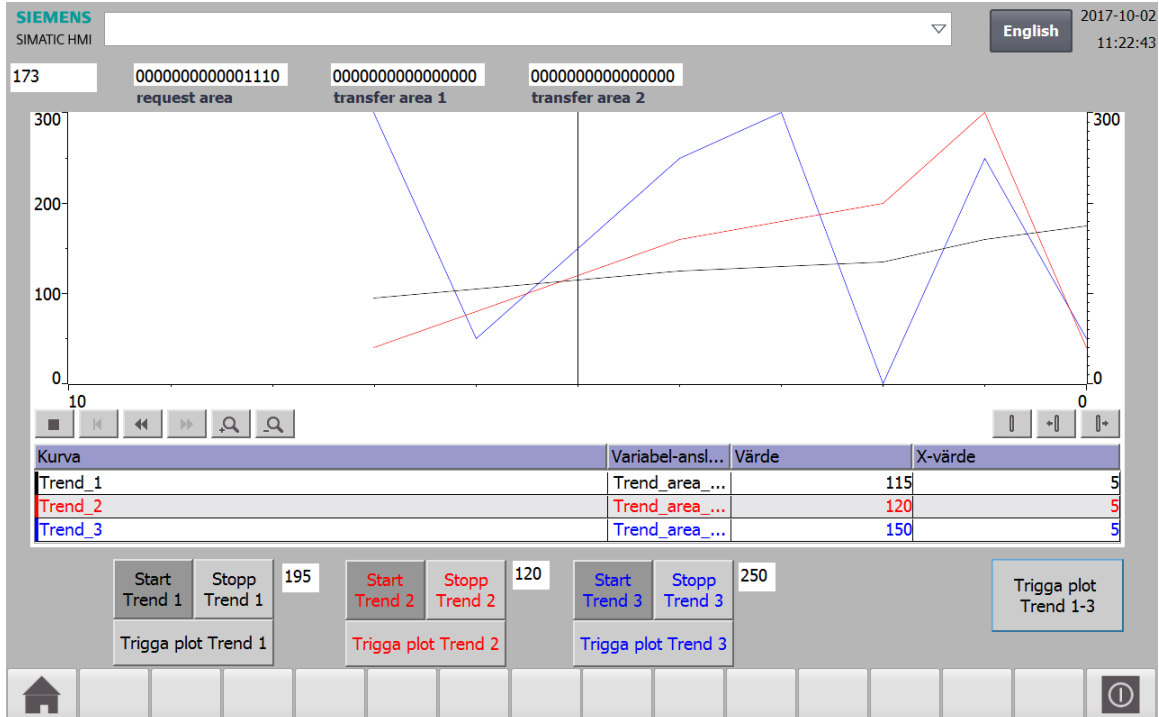 SIEMENS
SIMATIC HMI
English
2017-10-02
11:22:43
173
0000000000001110
0000000000000000
0000000000000000
request area
transfer area 1
transfer area 2
300
300
200
100
0
0
10
0
Kurva Variabel-ansl... Värde X-värde
Trend_1 Trend_area_... 115 5
Trend_2 Trend_area_... 120 5
Trend_3 Trend_area_... 150 5
Start
Trend 1
Stopp
Trend 1
195
Trigga plot Trend 1
Start
Trend 2
Stopp
Trend 2
120
Trigga plot Trend 2
Start
Trend 3
Stopp
Trend 3
250
Trigga plot Trend 3
Trigga plot
Trend 1-3